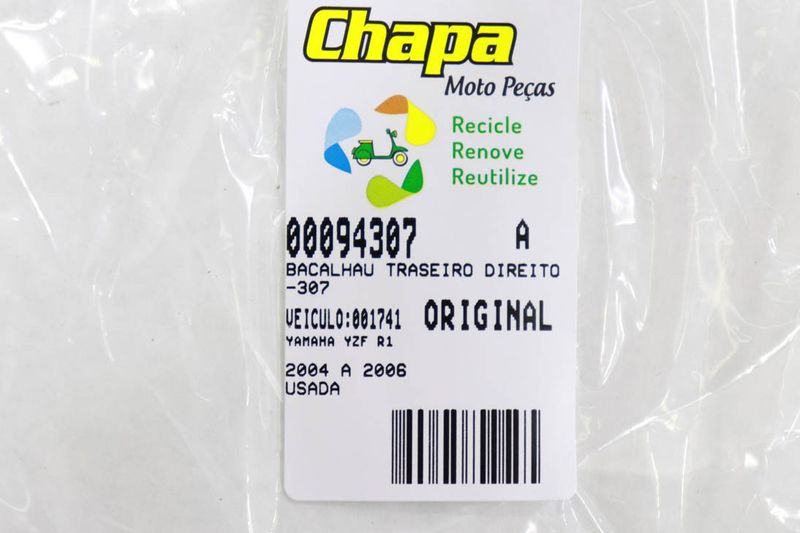 Chapa
Moto Peças
Recicle
Renove
Reutilize
00094307 A
BACALHAU TRASEIRO DIREITO
-307
VEICULO:001741 ORIGINAL
YAMAHA YZF R1
2004 A 2006
USADA